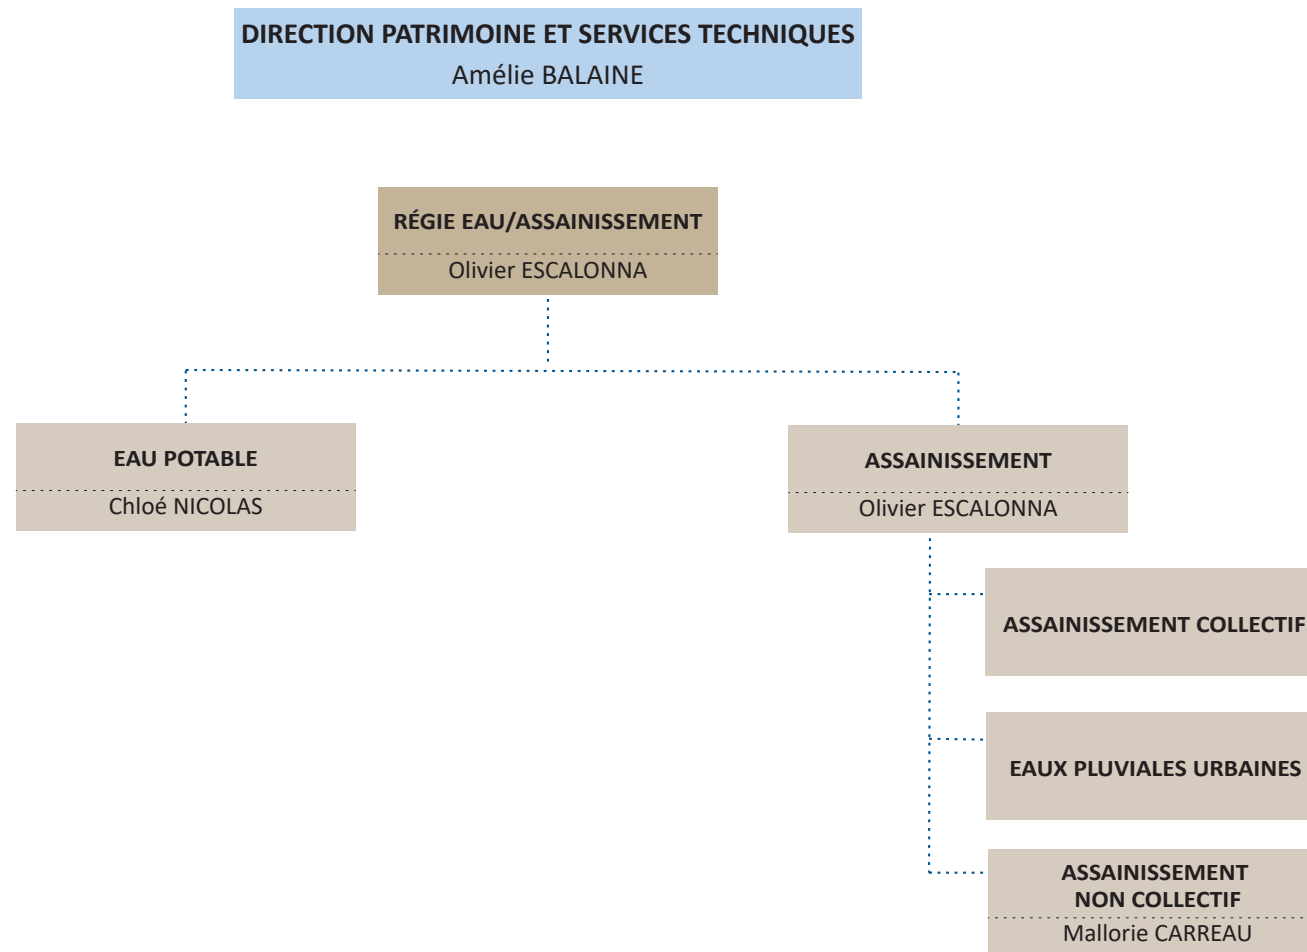 DIRECTION PATRIMOINE ET SERVICES TECHNIQUES
Amélie BALAINE
RÉGIE EAU/ASSAINISSEMENT
Olivier ESCALONNA
EAU POTABLE
Chloé NICOLAS
ASSAINISSEMENT
Olivier ESCALONNA
ASSAINISSEMENT COLLECTIF
EAUX PLUVIALES URBAINES
ASSAINISSEMENT
NON COLLECTIF
Mallorie CARREAU